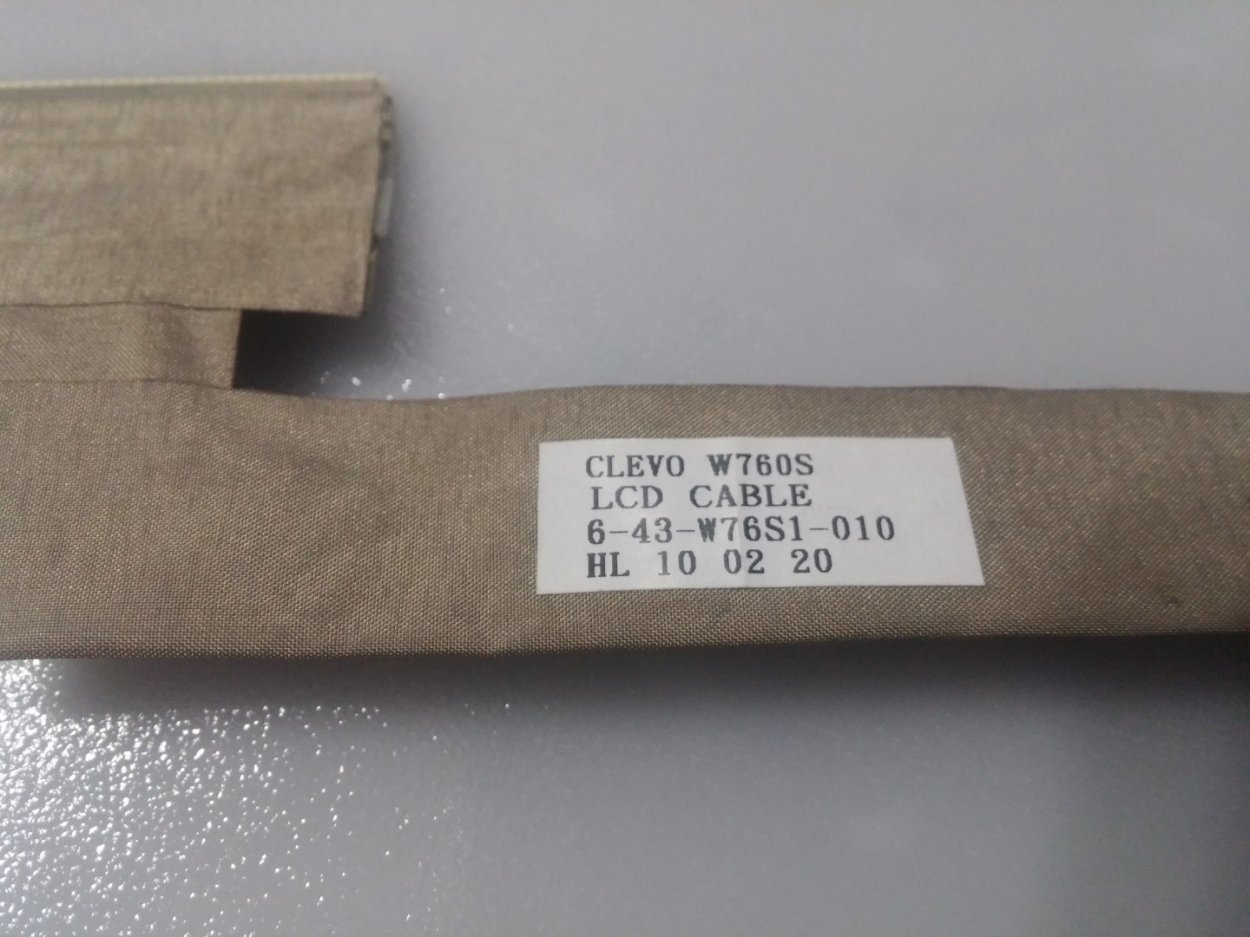 CLEVO W760S
LCD CABLE
6-43-W76S1-010
HL 10 02 20